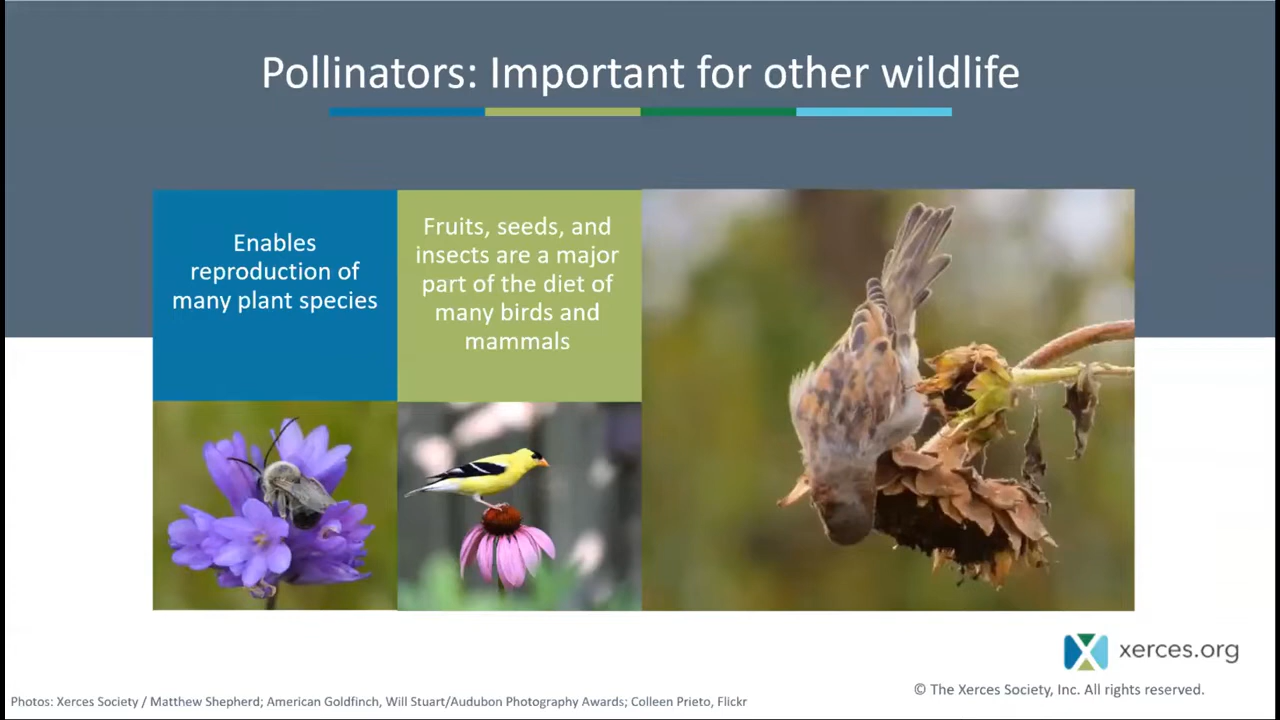 Pollinators: Important for other wildlife
Enables
reproduction of
many plant species
Fruits, seeds, and
insects are a major
part of the diet of
many birds and
mammals
xerces.org
© The Xerces Society, Inc. All rights reserved.
Photos: Xerces Society / Matthew Shepherd; American Goldfinch, Will Stuart/Audubon Photography Awards; Colleen Prieto, Flickr